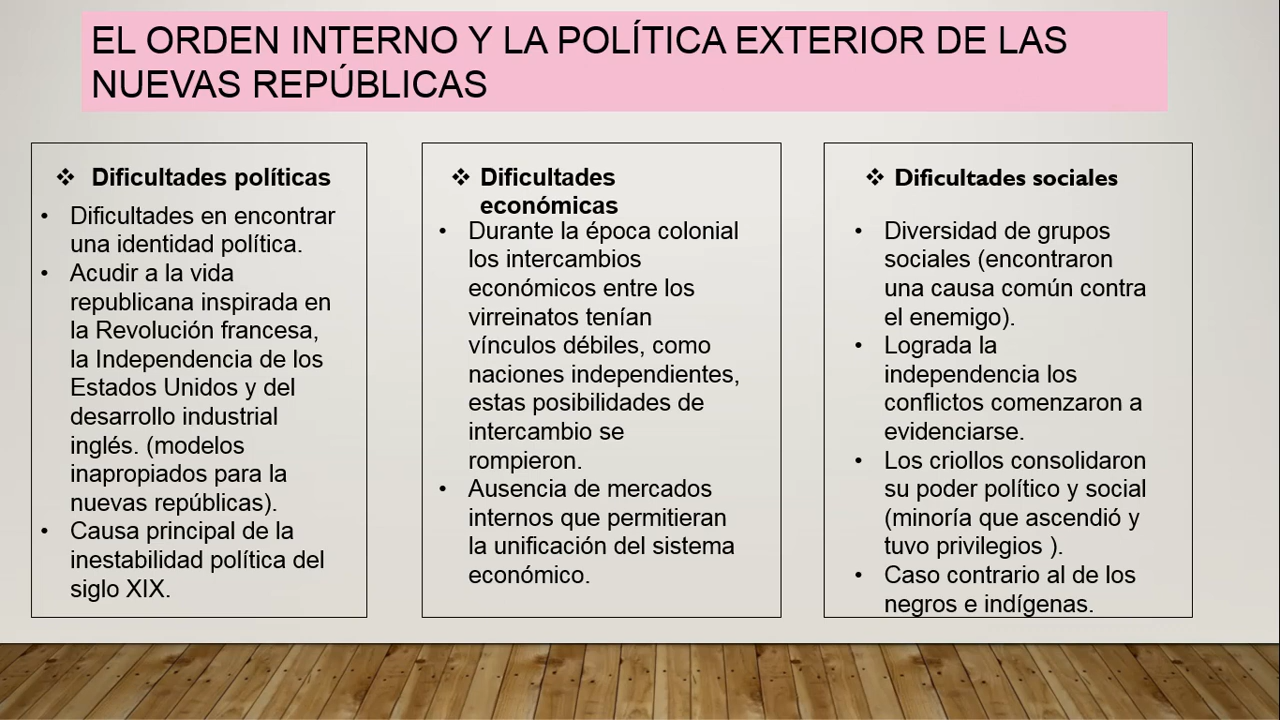 EL ORDEN INTERNO Y LA POLÍTICA EXTERIOR DE LAS
NUEVAS REPÚBLICAS
❖ Dificultades políticas
• Dificultades en encontrar
una identidad política.
• Acudir a la vida
republicana inspirada en
la Revolución francesa,
la Independencia de los
Estados Unidos y del
desarrollo industrial
inglés. (modelos
inapropiados para la
nuevas repúblicas).
• Causa principal de la
inestabilidad política del
siglo XIX.
❖ Dificultades
económicas
• Durante la época colonial
los intercambios
económicos entre los
virreinatos tenían
vínculos débiles, como
naciones independientes,
estas posibilidades de
intercambio se
rompieron.
• Ausencia de mercados
internos que permitieran
la unificación del sistema
económico.
❖ Dificultades sociales
• Diversidad de grupos
sociales (encontraron
una causa común contra
el enemigo).
• Lograda la
independencia los
conflictos comenzaron a
evidenciarse.
• Los criollos consolidaron
su poder político y social
(minoría que ascendió y
tuvo privilegios ).
• Caso contrario al de los
negros e indígenas.